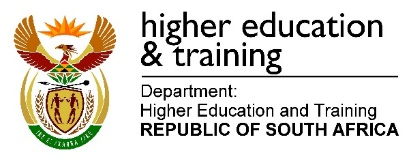 higher education
& training
Department:
Higher Education and Training
REPUBLIC OF SOUTH AFRICA